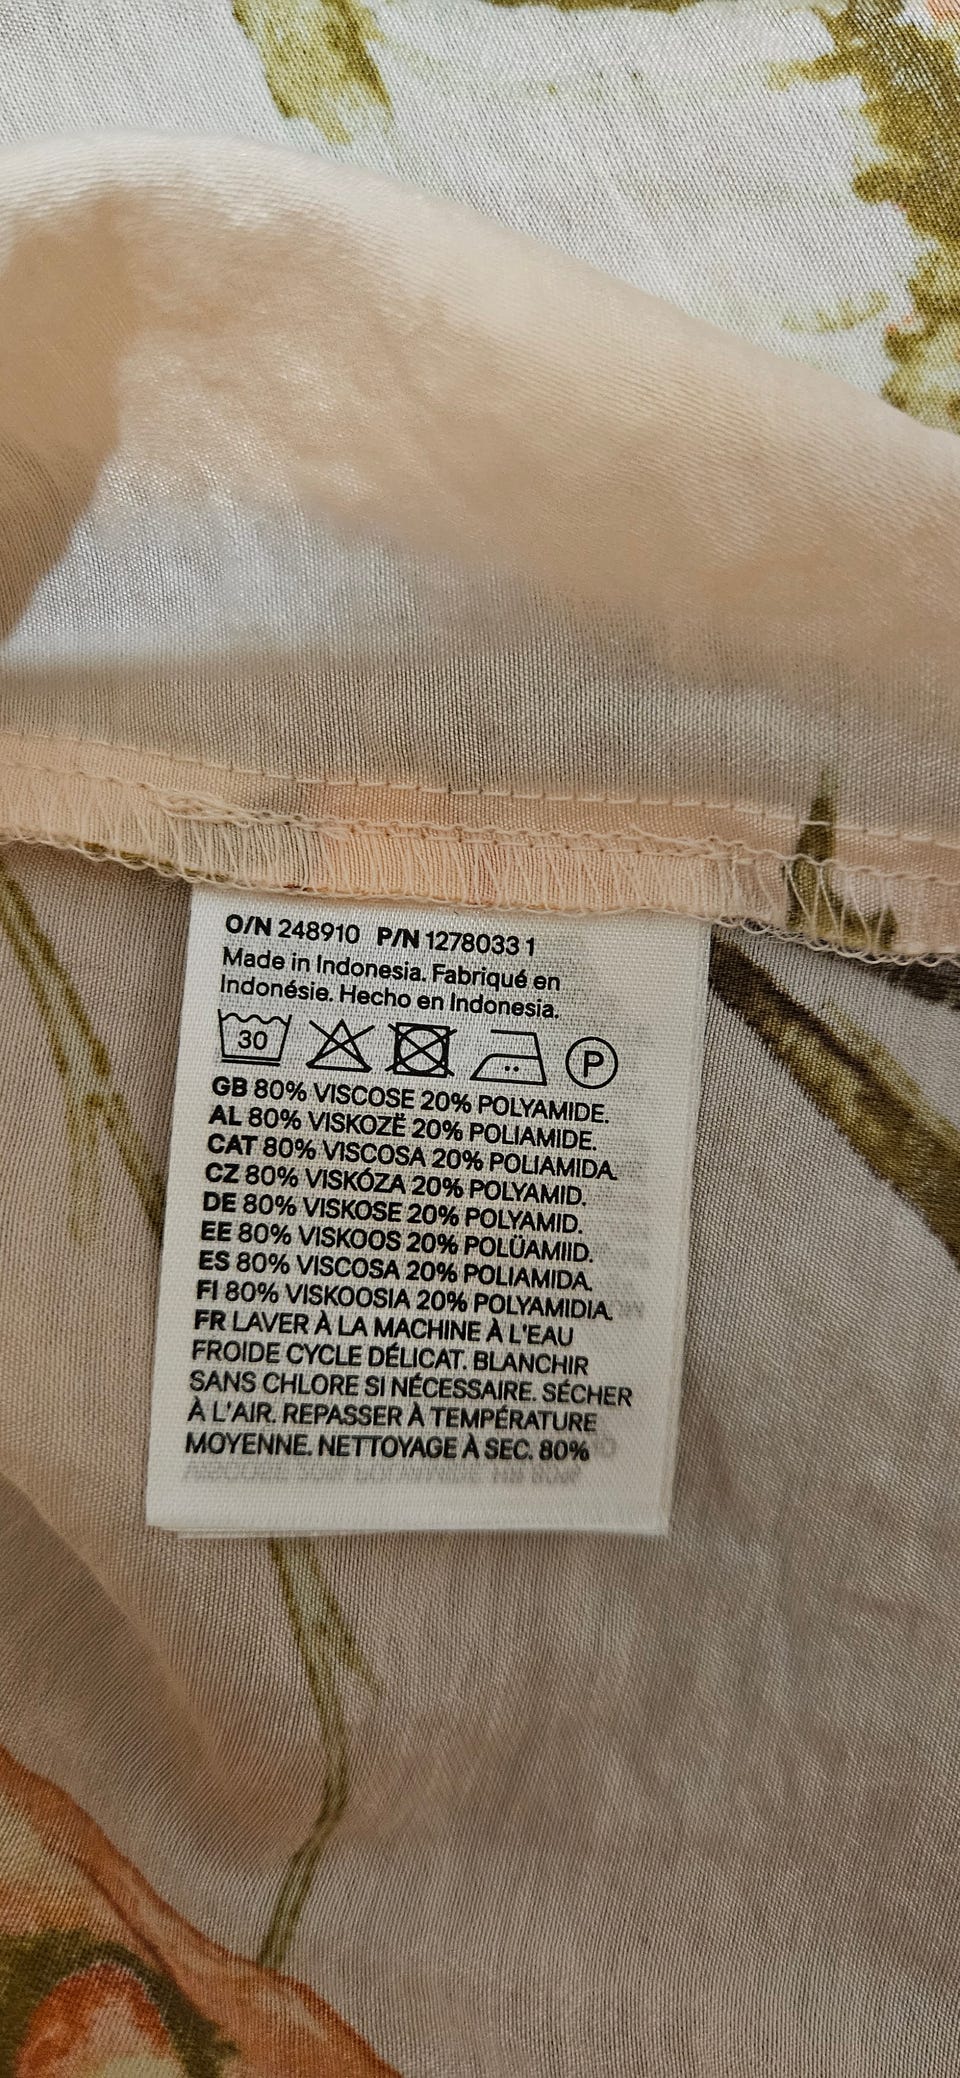 O/N 248910 P/N 1278033 1
Made in Indonesia. Fabriqué en
Indonésie. Hecho en Indonesia.
30 P
GB 80% VISCOSE 20% POLYAMIDE.
AL 80% VISKOZË 20% POLIAMIDE.
CAT 80% VISCOSA 20% POLIAMIDA.
CZ 80% VISKÓZA 20% POLYAMID.
DE 80% VISKOSE 20% POLYAMID.
EE 80% VISKOOS 20% POLÜAMIID.
ES 80% VISCOSA 20% POLIAMIDA.
FI 80% VISKOOSIA 20% POLYAMIDIA.
FR LAVER À LA MACHINE À L'EAU
FROIDE CYCLE DÉLICAT. BLANCHIR
SANS CHLORE SI NÉCESSAIRE. SÉCHER
À L'AIR. REPASSER À TEMPÉRATURE
MOYENNE. NETTOYAGE À SEC. 80%